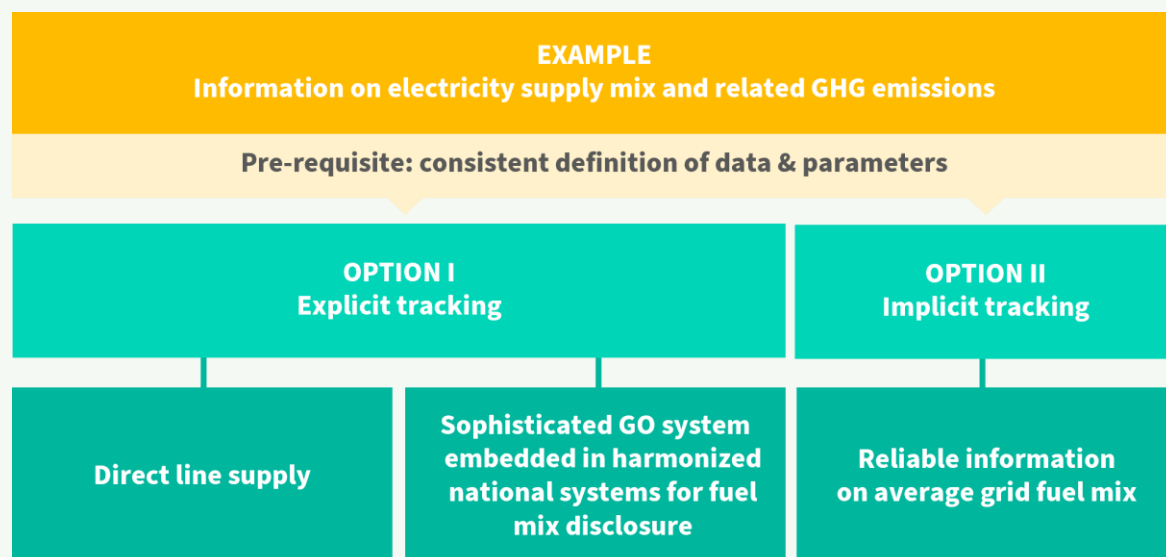 EXAMPLE
Information on electricity supply mix and related GHG emissions
Pre-requisite: consistent definition of data & parameters
OPTION I
Explicit tracking
OPTION II
Implicit tracking
Direct line supply
Sophisticated GO system
embedded in harmonized
national systems for fuel
mix disclosure
Reliable information
on average grid fuel mix